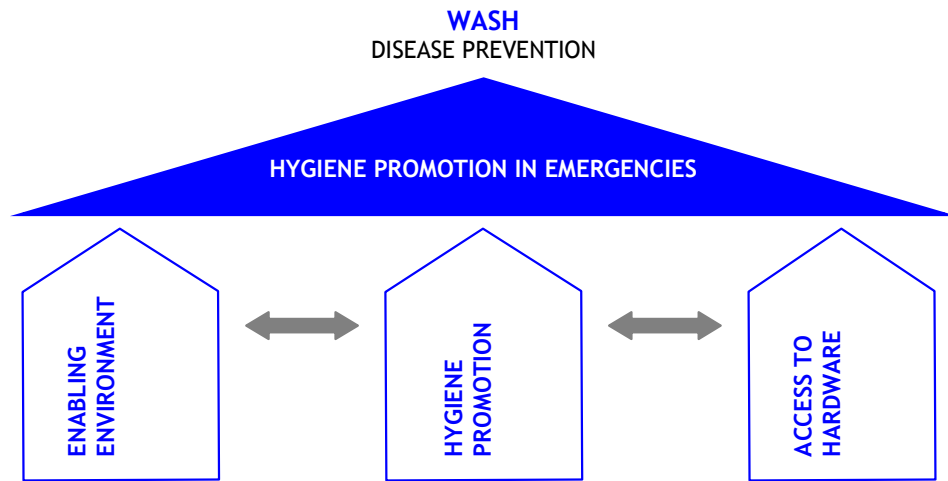 WASH
DISEASE PREVENTION
HYGIENE PROMOTION IN EMERGENCIES
ENABLING
ENVIRONMENT
HYGIENE
PROMOTION
ACCESS TO
HARDWARE